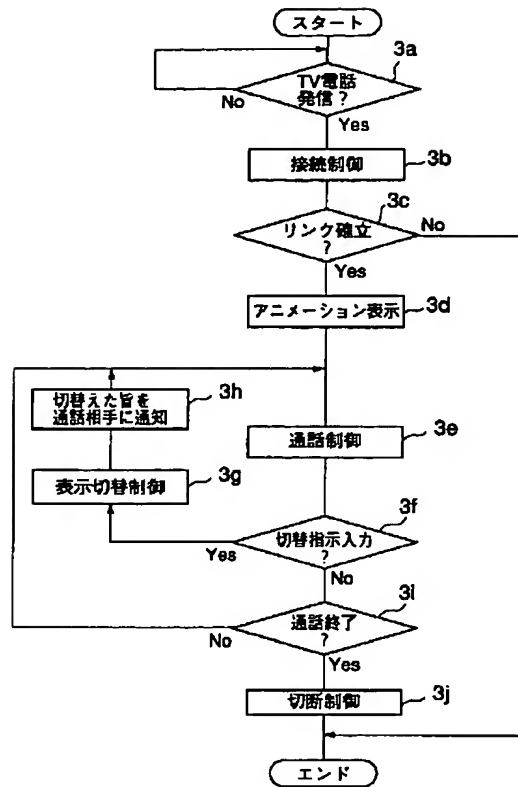 スタート
3a
TV電話
発信?
No
Yes
接続制御
3b
3c
リンク確立
?
No
Yes
アニメーション表示
3d
切替えた旨を
通話相手に通知
3h
通話制御
3e
表示切替制御
3g
3f
切替指示入力
?
Yes
No
3i
通話終了
?
No
Yes
切断制御
3j
エンド